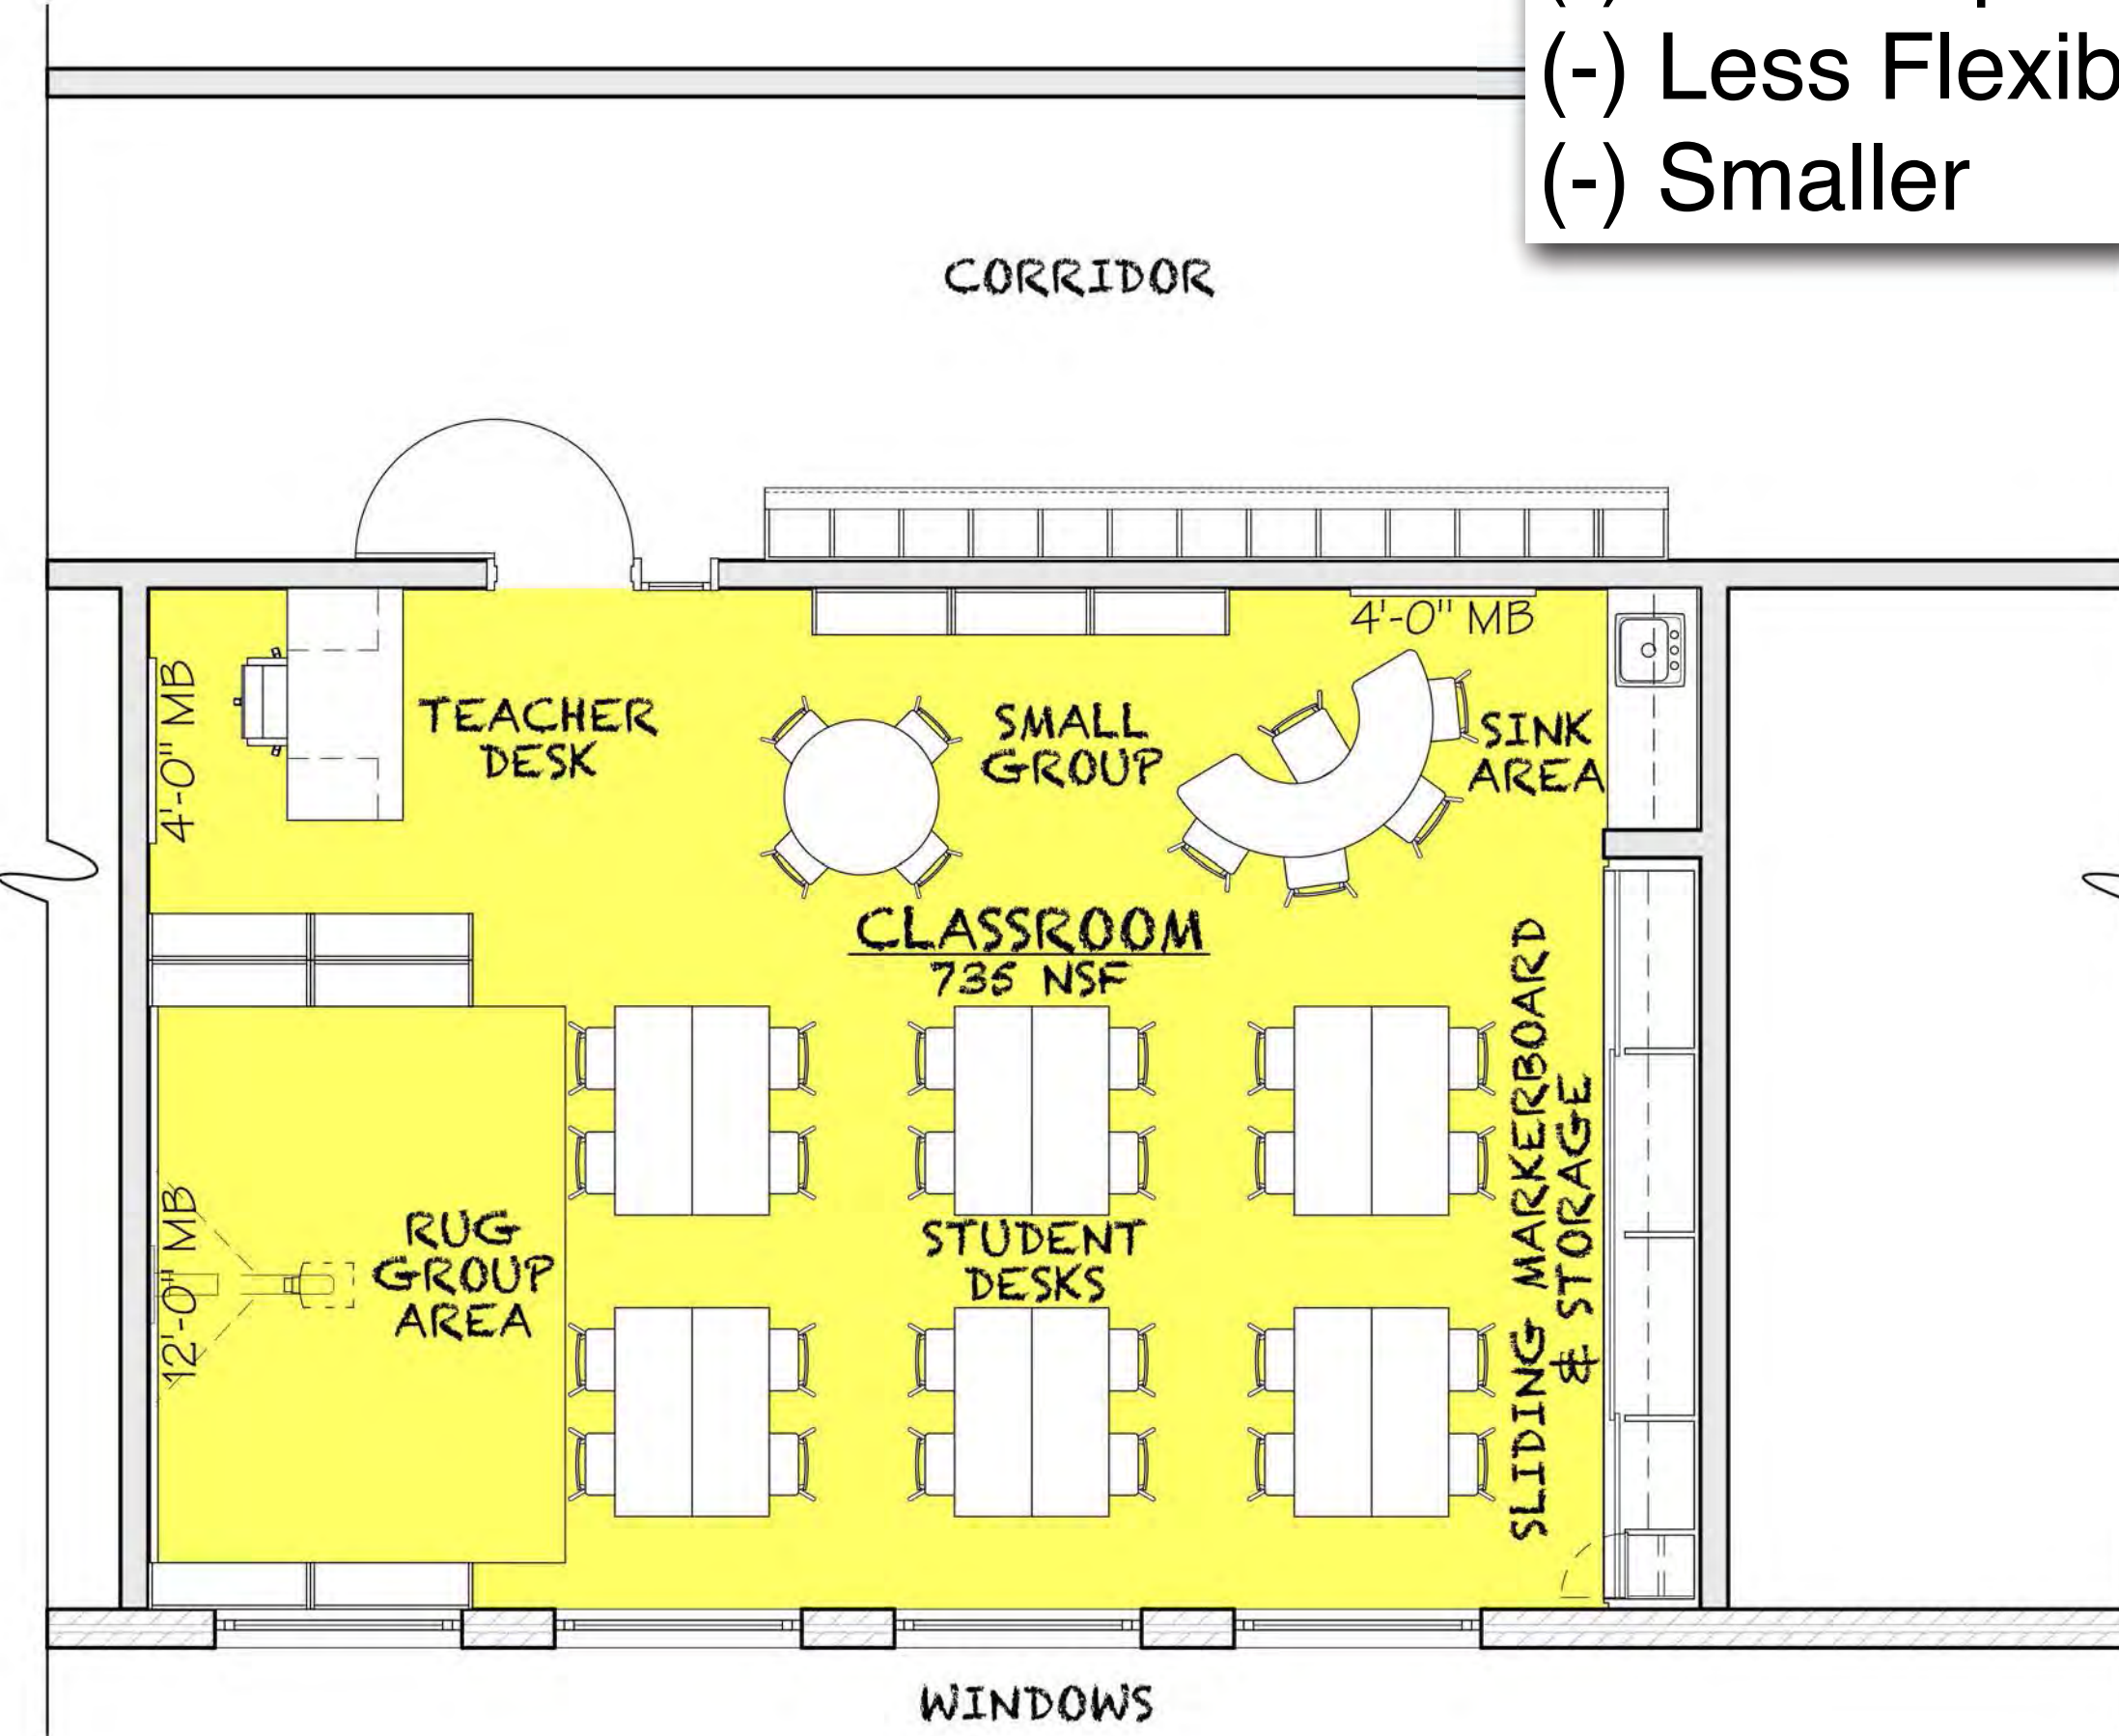 (-) Less Flexib
(-) Smaller
CORRIDOR
4'-0" MB
4'-0" MB
TEACHER
DESK
SMALL
GROUP
SINK
AREA
CLASSROOM
735 NSF
SLIDING MARKERBOARD
& STORAGE
12'-0" MB
RUG
GROUP
AREA
STUDENT
DESKS
WINDOWS